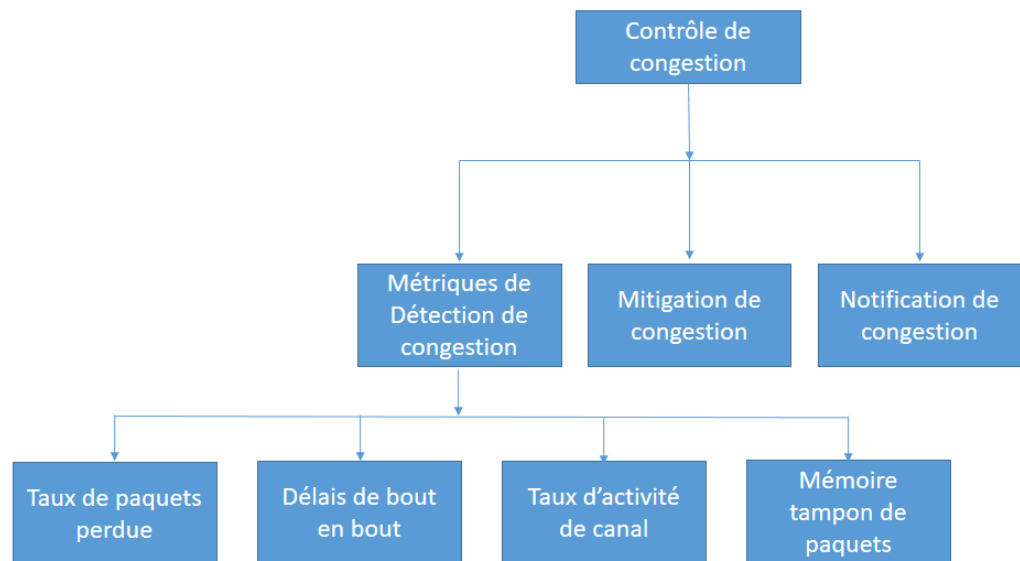 Contrôle de
congestion
Métriques de
Détection de
congestion
Mitigation de
congestion
Notification de
congestion
Taux de paquets
perdue
Délais de bout
en bout
Taux d’activité
de canal
Mémoire
tampon de
paquets